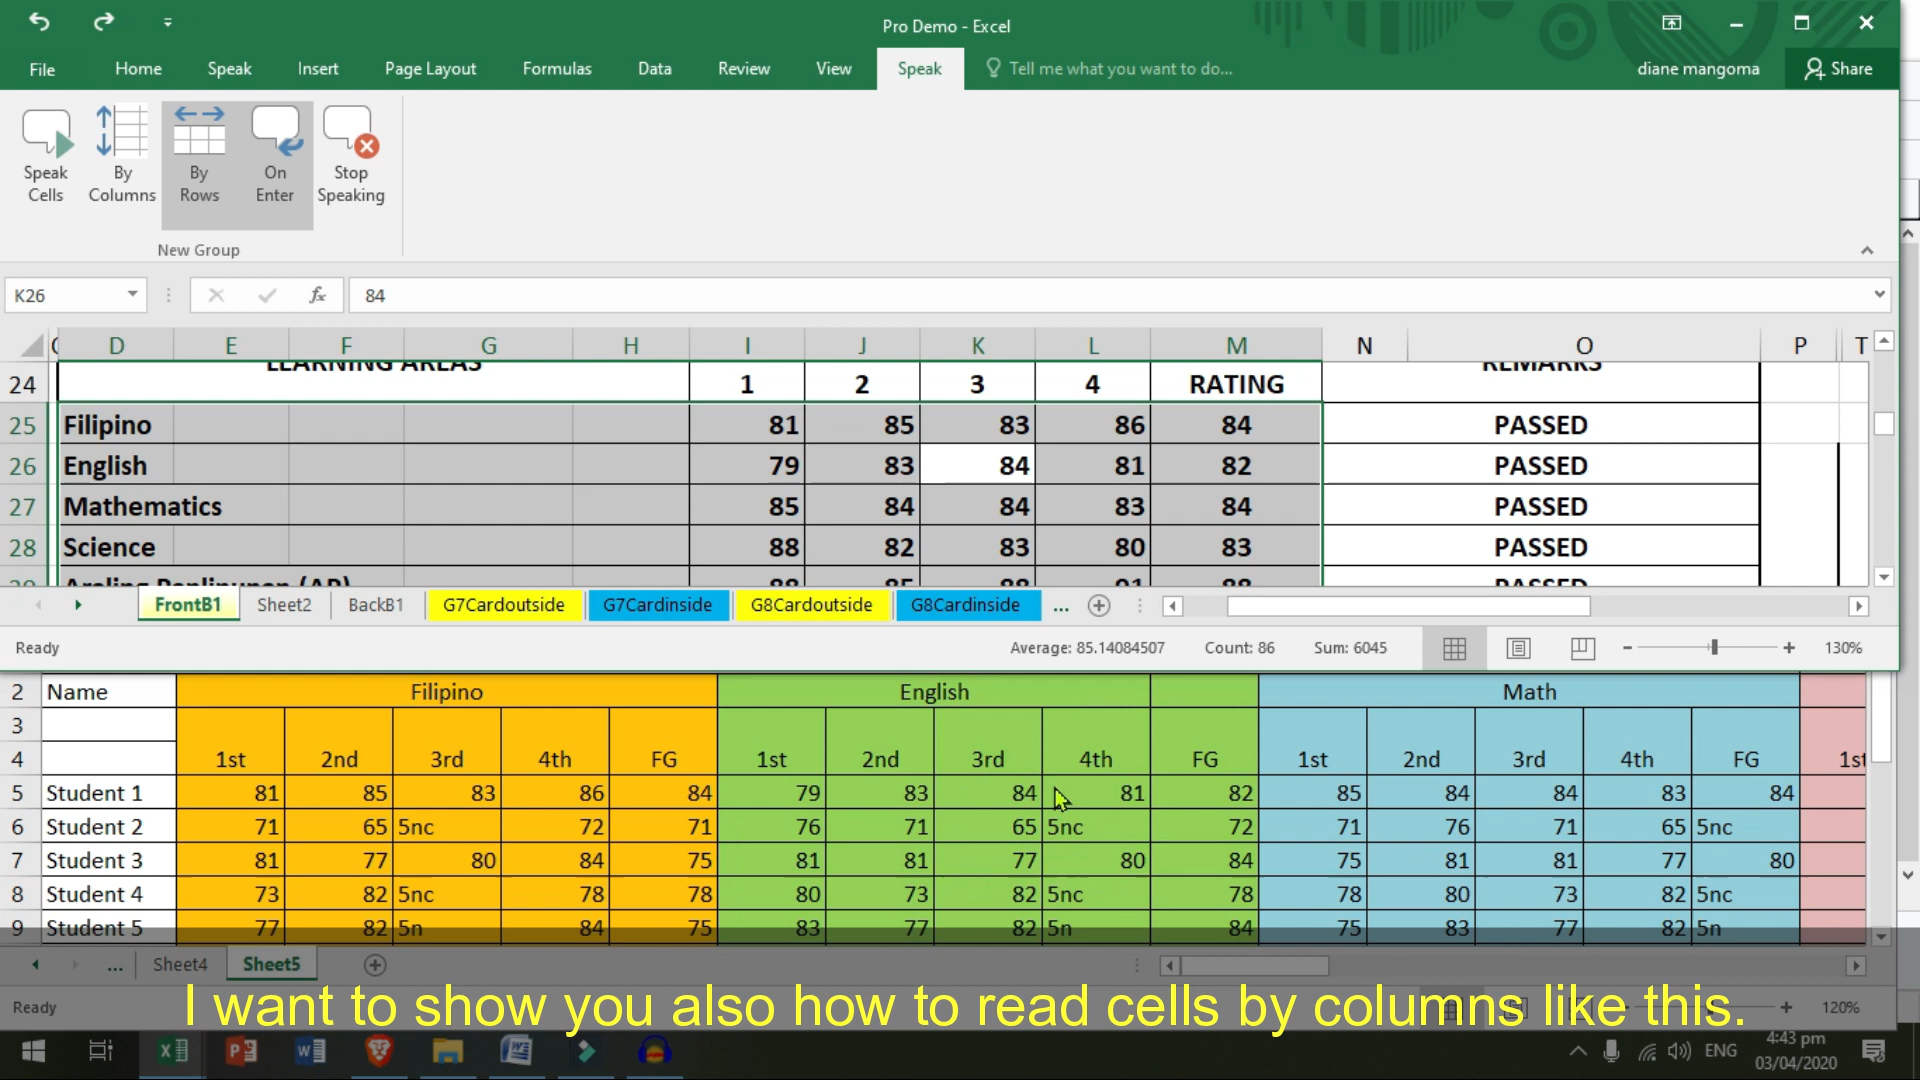 Pro Demo - Excel
File Home Speak Insert Page Layout Formulas Data Review View Speak Tell me what you want to do... diane mangoma Share
Speak Cells By Columns By Rows On Enter Stop Speaking
New Group
K26 fx 84
D E F G H I J K L M N O P T
LEARNING AREAS REMARKS
24 1 2 3 4 RATING
25 Filipino 81 85 83 86 84 PASSED
26 English 79 83 84 81 82 PASSED
27 Mathematics 85 84 84 83 84 PASSED
28 Science 88 82 83 80 83 PASSED
FrontB1 Sheet2 BackB1 G7Cardoutside G7Cardinside G8Cardoutside G8Cardinside ...
Ready Average: 85.14084507 Count: 86 Sum: 6045 130%
2 Name Filipino English Math
3
4 1st 2nd 3rd 4th FG 1st 2nd 3rd 4th FG 1st 2nd 3rd 4th FG 1st
5 Student 1 81 85 83 86 84 79 83 84 81 82 85 84 84 83 84
6 Student 2 71 65 5nc 72 71 76 71 65 5nc 72 71 76 71 65 5nc
7 Student 3 81 77 80 84 75 81 81 77 80 84 75 81 81 77 80
8 Student 4 73 82 5nc 78 78 80 73 82 5nc 78 78 80 73 82 5nc
9 Student 5 77 82 5n 84 75 83 77 82 5n 84 75 83 77 82 5n
... Sheet4 Sheet5
Ready 120%
I want to show you also how to read cells by columns like this.
ENG 4:43 pm
03/04/2020